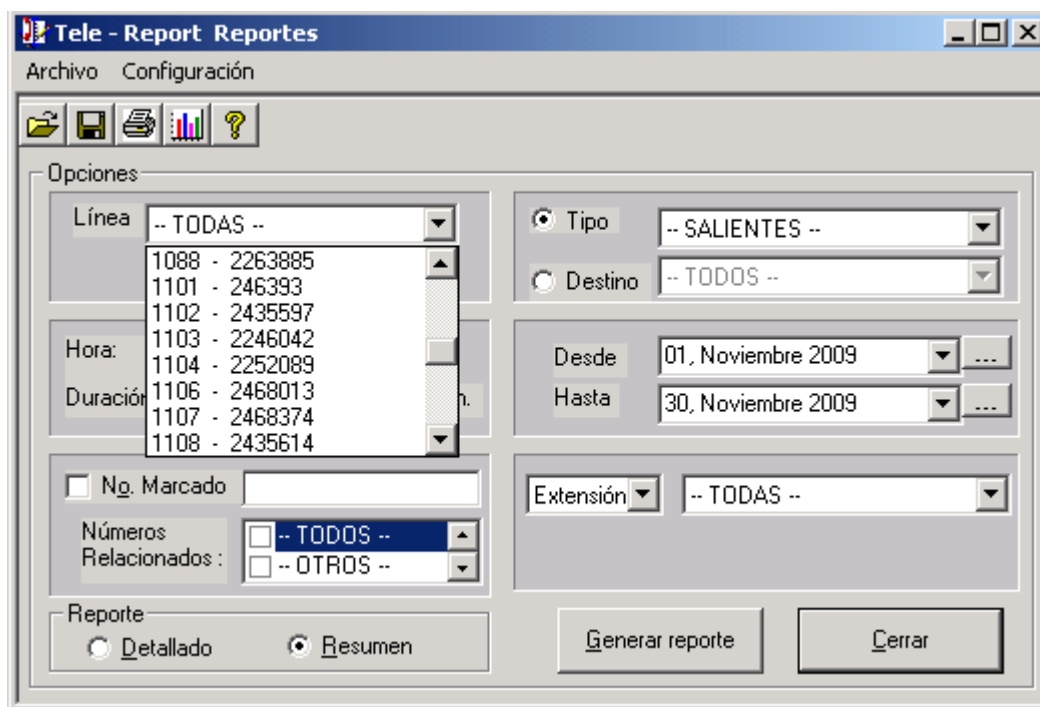 Tele - Report Reportes
Archivo Configuración
Opciones
Línea -- TODAS --
1088 - 2263885
1101 - 246393
1102 - 2435597
1103 - 2246042
1104 - 2252089
1106 - 2468013
1107 - 2468374
1108 - 2435614
Tipo -- SALIENTES --
Destino -- TODOS --
Hora:
Duración
Desde 01, Noviembre 2009 ...
Hasta 30, Noviembre 2009 ...
No. Marcado
Números
Relacionados :
-- TODOS --
-- OTROS --
Extensión -- TODAS --
Reporte
Detallado Resumen
Generar reporte Cerrar